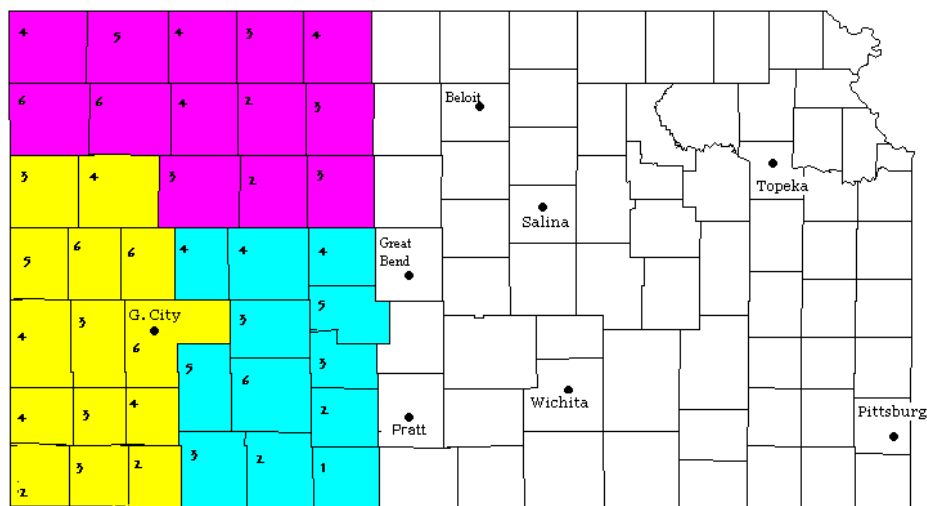 4 5 4 3 4
6 6 4 2 3
Beloit
3 4 3 2 3
Topeka
Salina
5 6 6 4 4 4
Great
Bend
4 3 G. City 3 5
6
5 6 3
Wichita
4 3 4 2
Pratt
Pittsburg
2 3 2 3 2 1